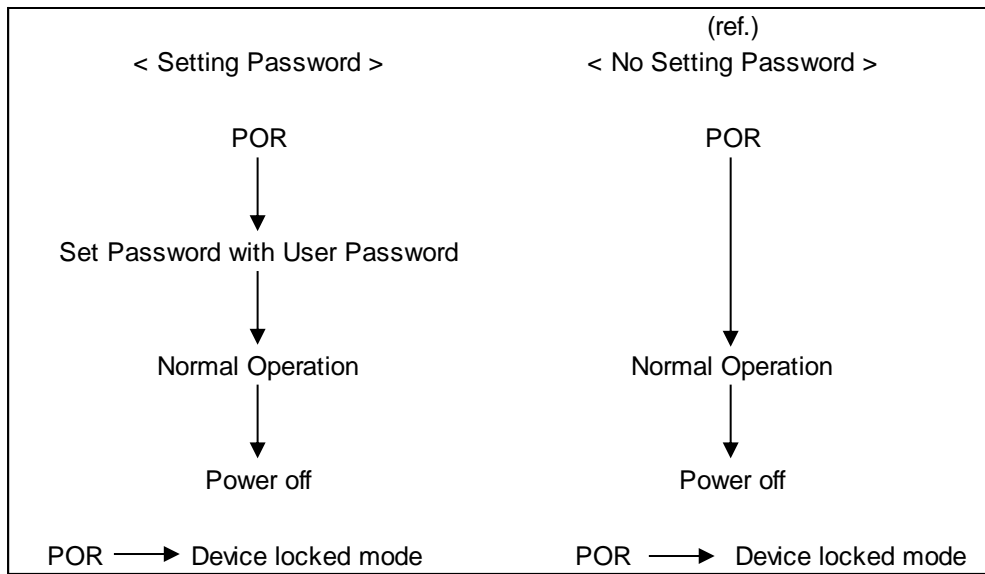 < Setting Password >
POR
Set Password with User Password
Normal Operation
Power off
POR Device locked mode
(ref.)
< No Setting Password >
POR
Normal Operation
Power off
POR Device locked mode